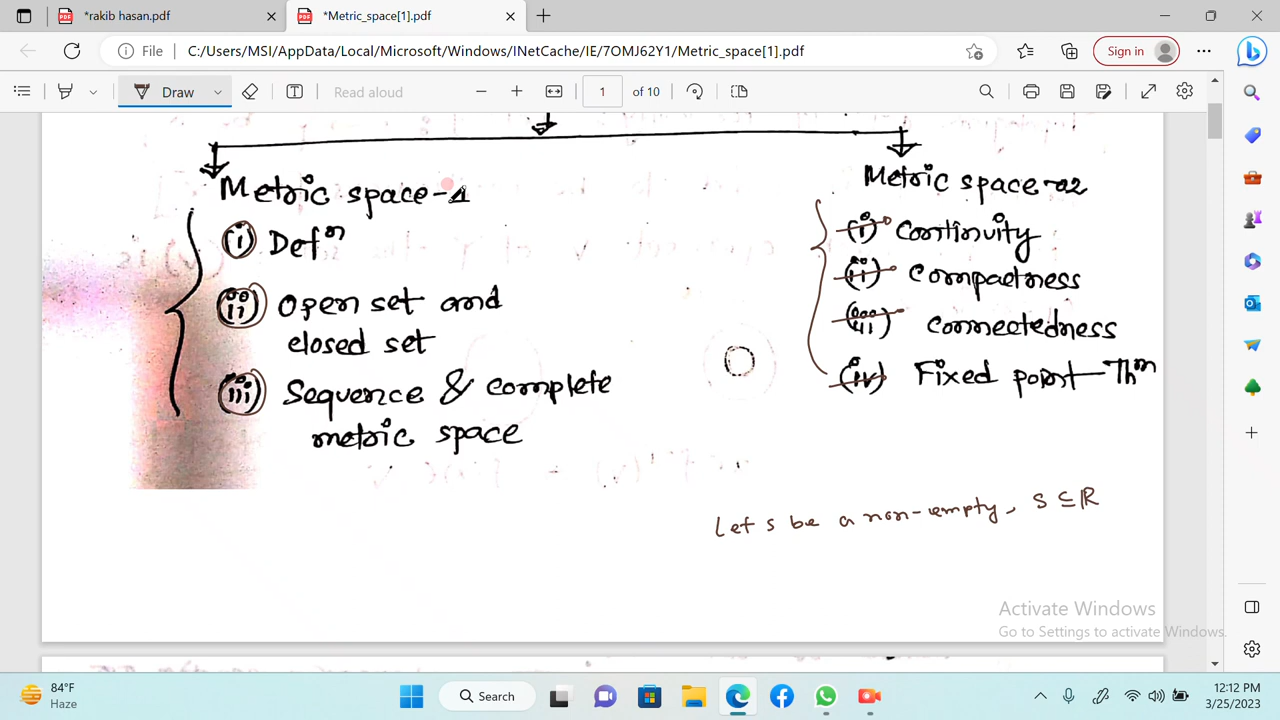 *rakib hasan.pdf
*Metric_space[1].pdf
File
C:/Users/MSI/AppData/Local/Microsoft/Windows/INetCache/IE/7OMJ62Y1/Metric_space[1].pdf
Sign in
Draw
Read aloud
1 of 10
Metric space-1
(i) Defⁿ
(ii) Open set and
closed set
(iii) Sequence & complete
metric space
Metric space-02
(i) Continuity
(ii) Compactness
(iii) Connectedness
(iv) Fixed point Thm
Let s be a non-empty, S ⊆ ℝ
Activate Windows
Go to Settings to activate Windows.
84°F
Haze
Search
12:12 PM
3/25/2023